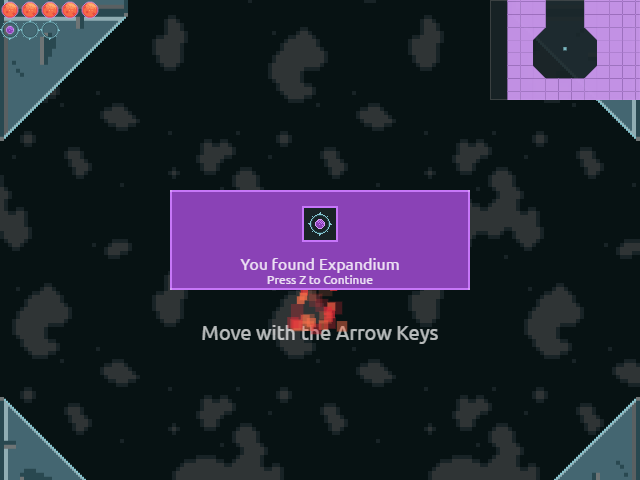 You found Expandium
Press Z to Continue
Move with the Arrow Keys